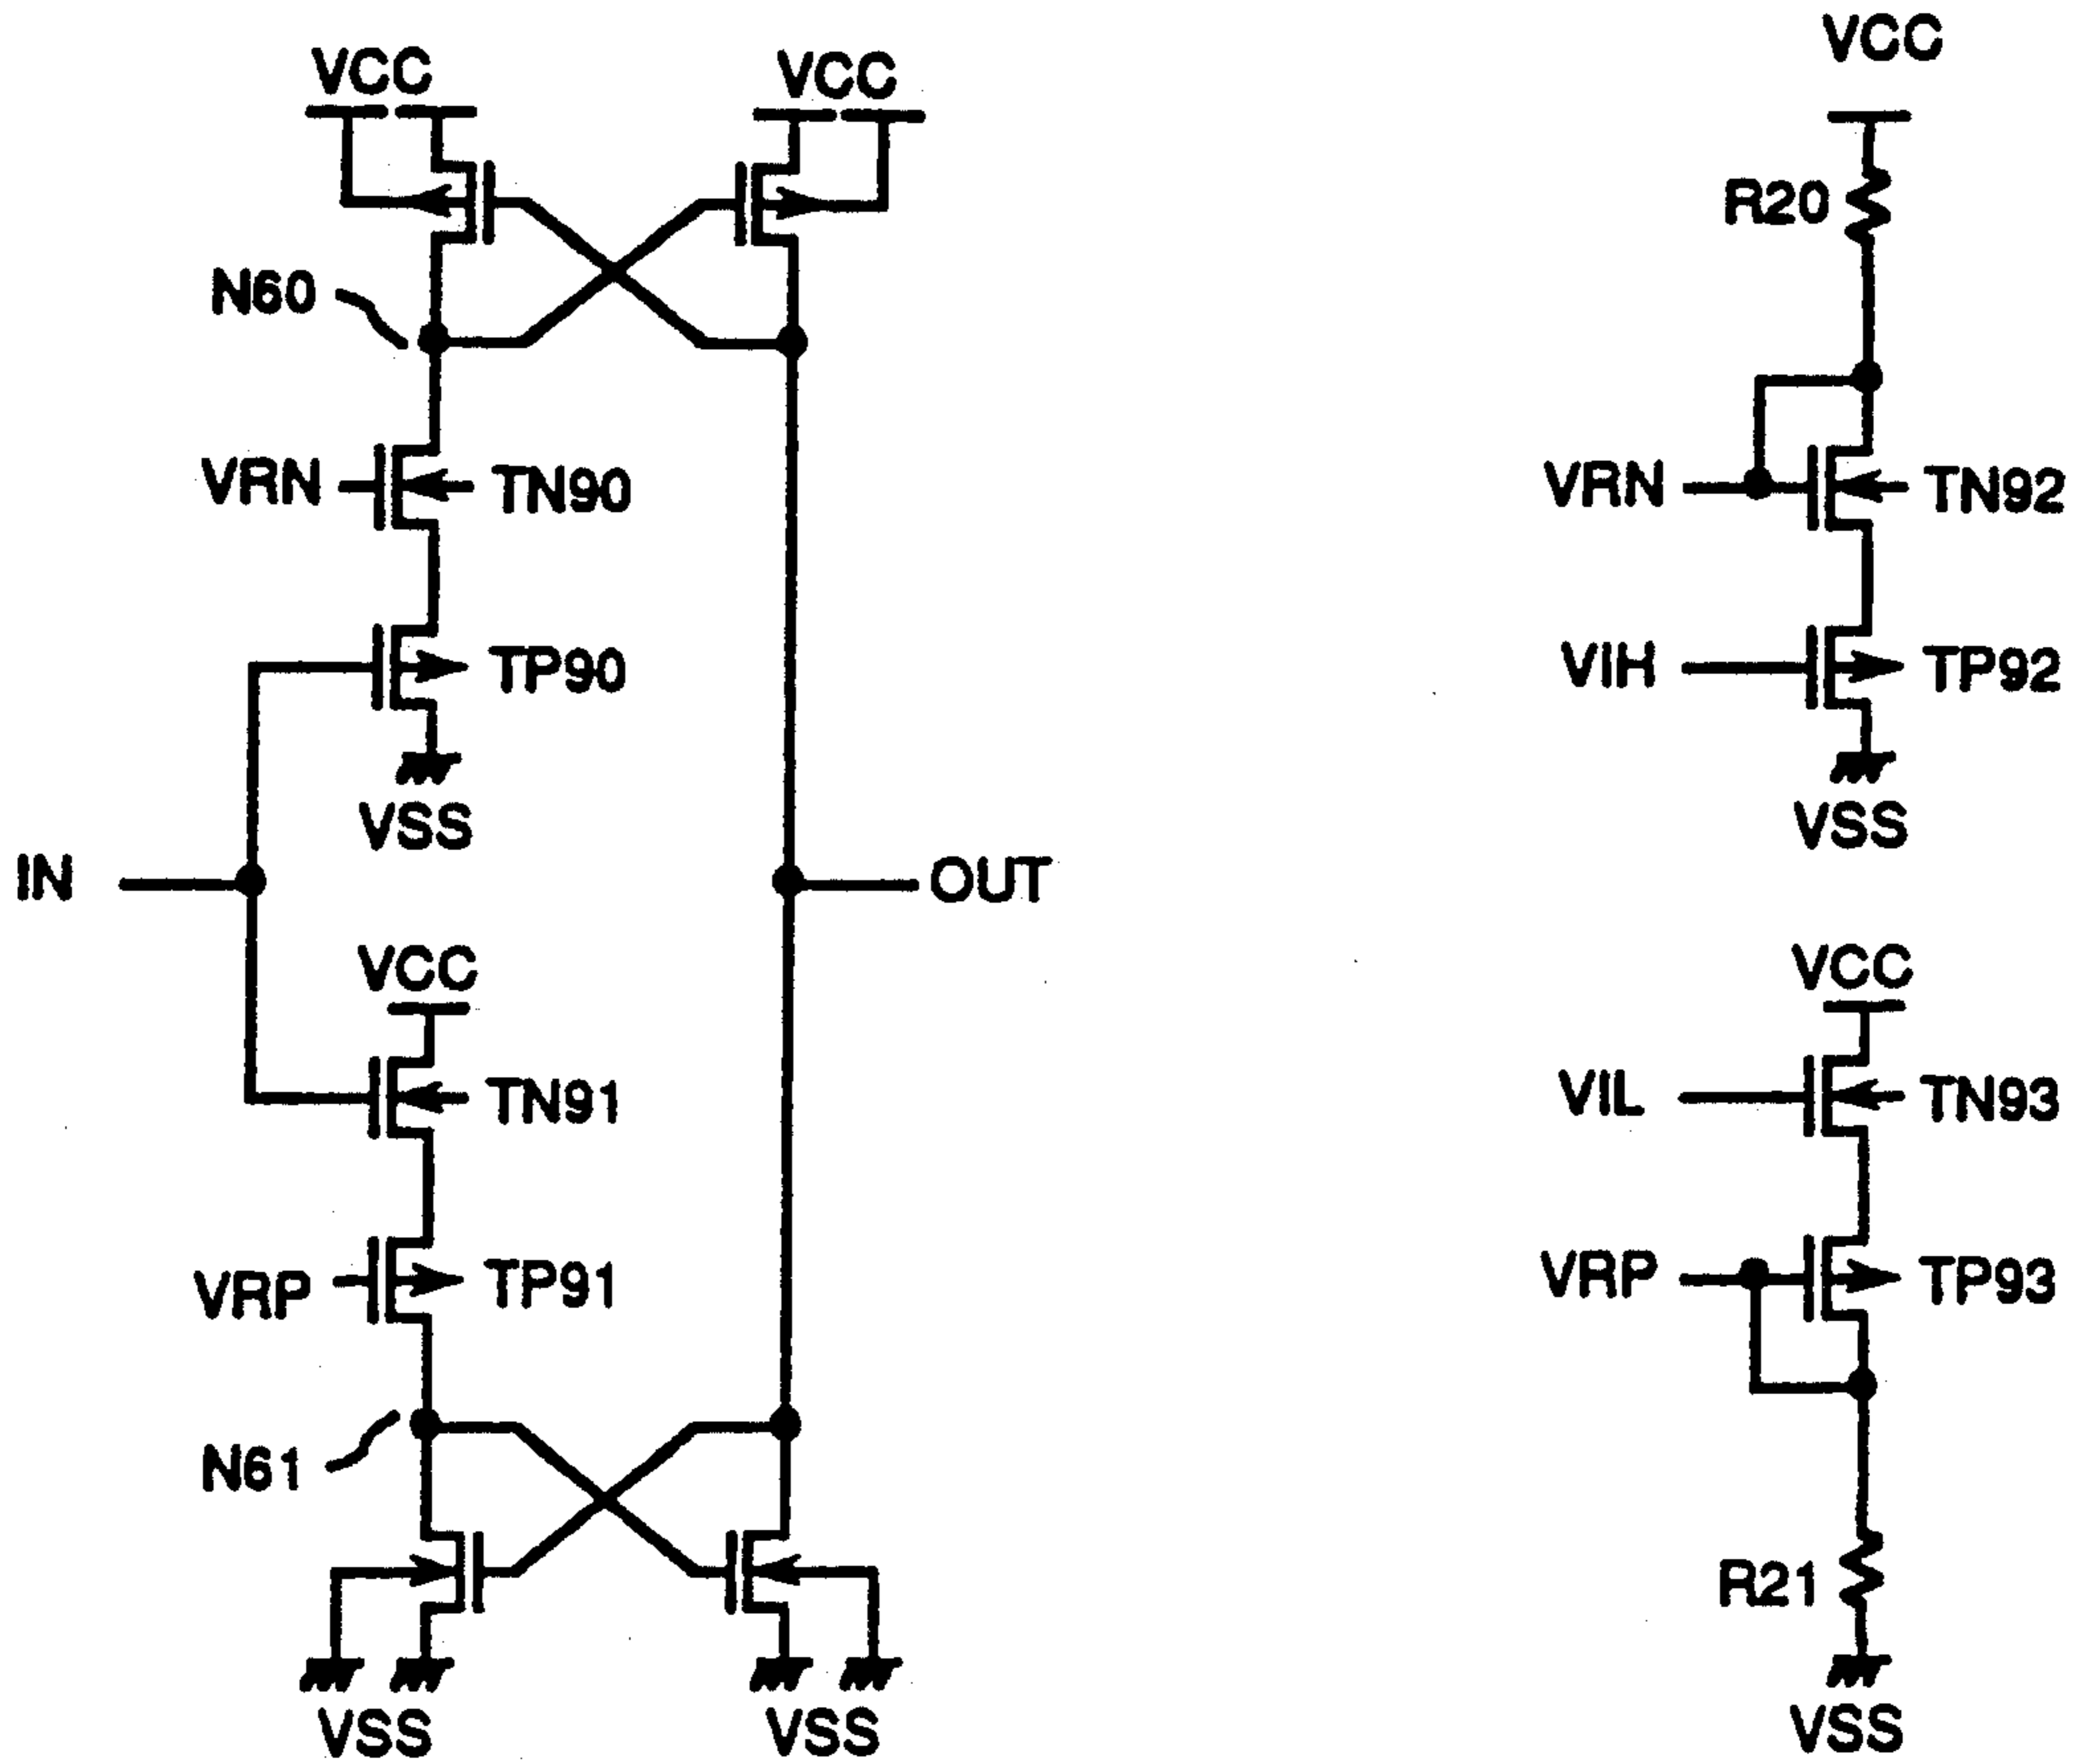 VCC
VCC
VCC
R20
N60
VRN
TN90
VRN
TN92
TP90
VIH
TP92
VSS
VSS
IN
OUT
VCC
VCC
TN91
VIL
TN93
VRP
TP91
VRP
TP93
N61
R21
VSS
VSS
VSS